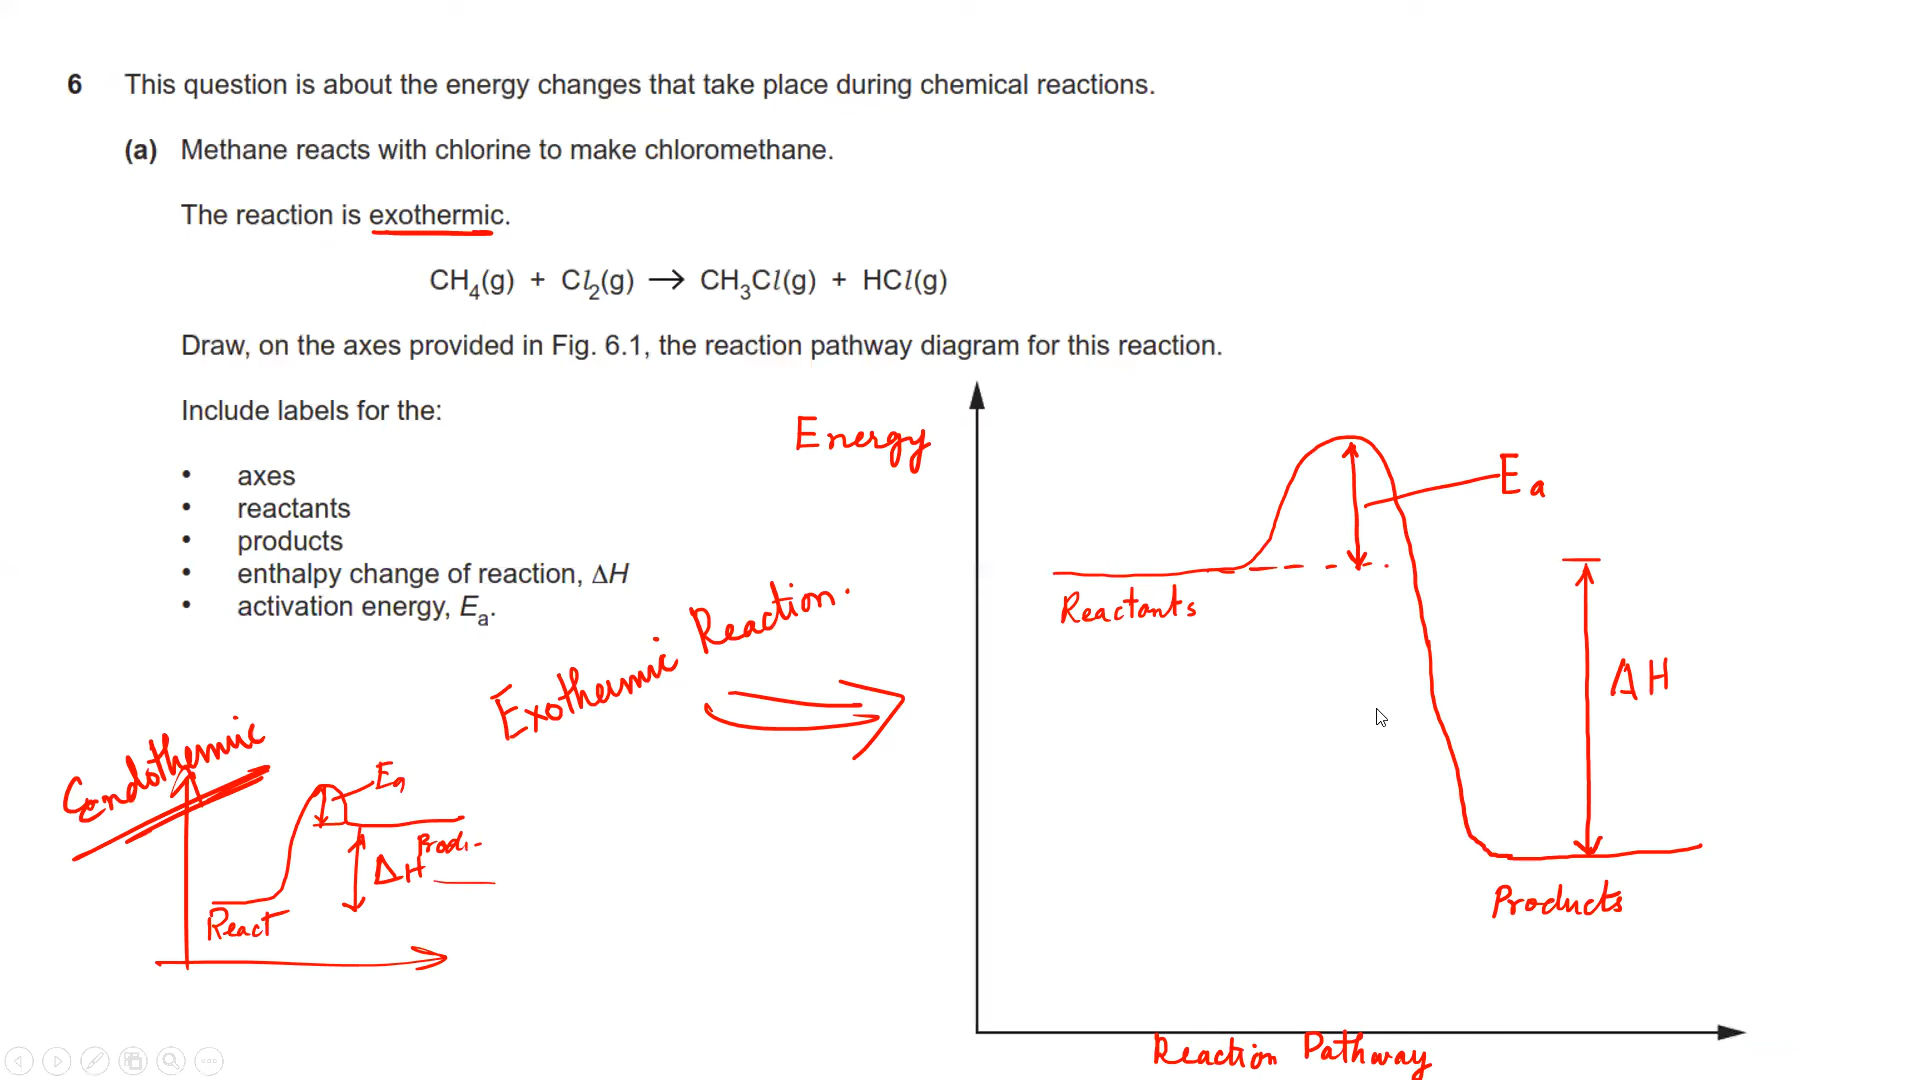 6 This question is about the energy changes that take place during chemical reactions.
(a) Methane reacts with chlorine to make chloromethane.
The reaction is exothermic.
CH₄(g) + Cl₂(g) ⟶ CH₃Cl(g) + HCl(g)
Draw, on the axes provided in Fig. 6.1, the reaction pathway diagram for this reaction.
Include labels for the:
• axes
• reactants
• products
• enthalpy change of reaction, ΔH
• activation energy, Eₐ.
Energy
Eₐ
Reactants
ΔH
Products
Reaction Pathway
Exothermic Reaction.
Endothermic
Eₐ
Prod
ΔH
React